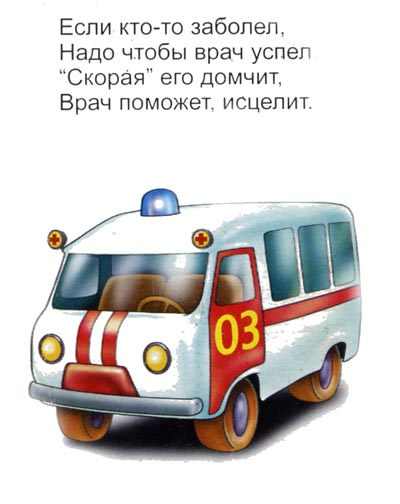 Если кто-то заболел,
Надо чтобы врач успел.
“Скорая” его домчит,
Врач поможет, исцелит.
03